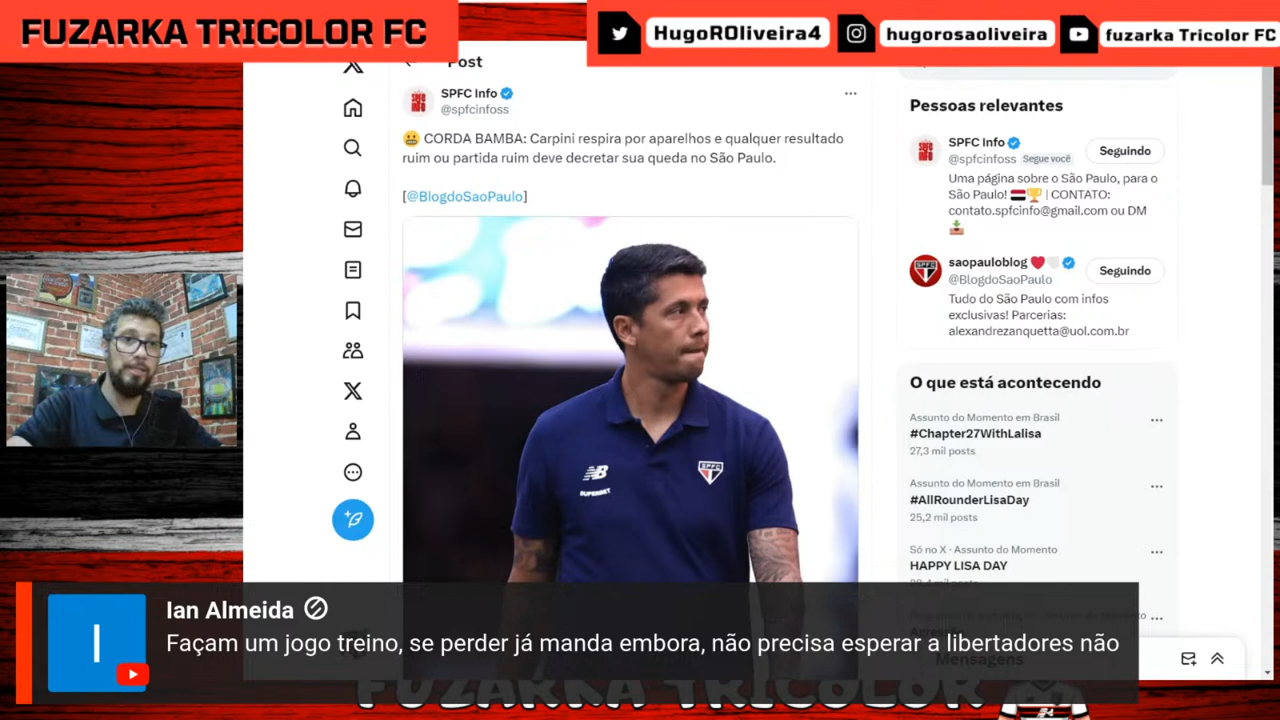 FUZARKA TRICOLOR FC
HugoROliveira4
hugorosaoliveira
fuzarka Tricolor FC
Post
SPFC Info
@spfcinfoss
CORDA BAMBA: Carpini respira por aparelhos e qualquer resultado
ruim ou partida ruim deve decretar sua queda no São Paulo.
[@BlogdoSaoPaulo]
NB
SUPERBET
SPFC
Pessoas relevantes
SPFC Info
@spfcinfoss Segue você
Seguindo
Uma página sobre o São Paulo, para o
São Paulo! | CONTATO:
contato.spfcinfo@gmail.com ou DM
saopauloblog
@BlogdoSaoPaulo
Seguindo
Tudo do São Paulo com infos
exclusivas! Parcerias:
alexandrezanquetta@uol.com.br
O que está acontecendo
Assunto do Momento em Brasil
#Chapter27WithLalisa
27,3 mil posts
Assunto do Momento em Brasil
#AllRounderLisaDay
25,2 mil posts
Só no X · Assunto do Momento
HAPPY LISA DAY
Mensagens
I
Ian Almeida
Façam um jogo treino, se perder já manda embora, não precisa esperar a libertadores não
FUZARKA TRICOLOR